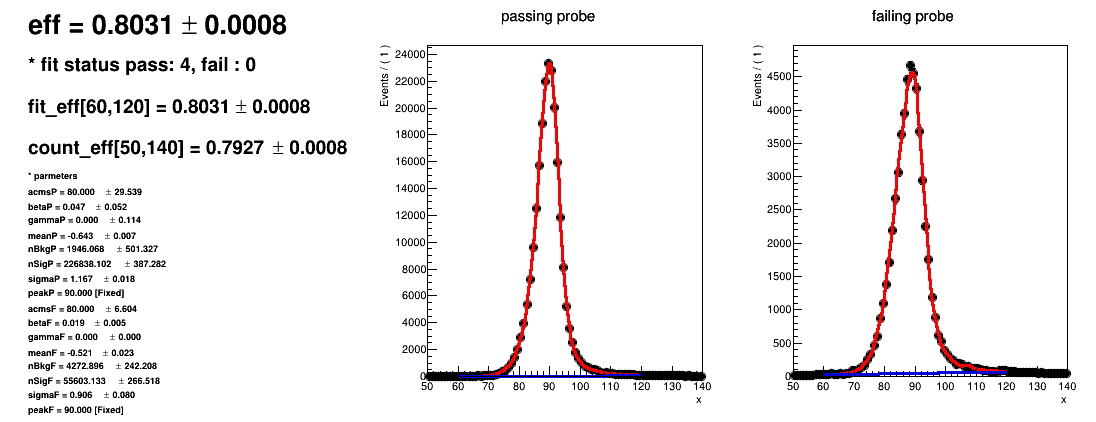 eff = 0.8031 ± 0.0008
* fit status pass: 4, fail : 0
fit_eff[60,120] = 0.8031 ± 0.0008
count_eff[50,140] = 0.7927 ± 0.0008
* parmeters
acmsP = 80.000 ± 29.539
betaP = 0.047 ± 0.052
gammaP = 0.000 ± 0.114
meanP = -0.643 ± 0.007
nBkgP = 1946.068 ± 501.327
nSigP = 226838.102 ± 387.282
sigmaP = 1.167 ± 0.018
peakP = 90.000 [Fixed]
acmsF = 80.000 ± 6.604
betaF = 0.019 ± 0.005
gammaF = 0.000 ± 0.000
meanF = -0.521 ± 0.023
nBkgF = 4272.896 ± 242.208
nSigF = 55603.133 ± 266.518
sigmaF = 0.906 ± 0.080
peakF = 90.000 [Fixed]
passing probe
Events / ( 1 )
24000
22000
20000
18000
16000
14000
12000
10000
8000
6000
4000
2000
0
50 60 70 80 90 100 110 120 130 140
x
failing probe
Events / ( 1 )
4500
4000
3500
3000
2500
2000
1500
1000
500
0
50 60 70 80 90 100 110 120 130 140
x